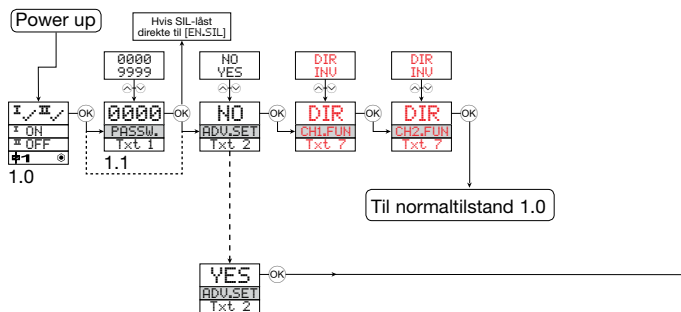 Power up
Hvis SIL-låst
direkte til [EN.SIL]
0000
9999
NO
YES
DIR
INV
DIR
INV
I / II /
I ON
II OFF
1
1.0
OK
0000
PASSW.
Txt 1
1.1
OK
NO
ADV.SET
Txt 2
OK
DIR
CH1.FUN
Txt 7
OK
DIR
CH2.FUN
Txt 7
OK
Til normaltilstand 1.0
YES
ADV.SET
Txt 2
OK